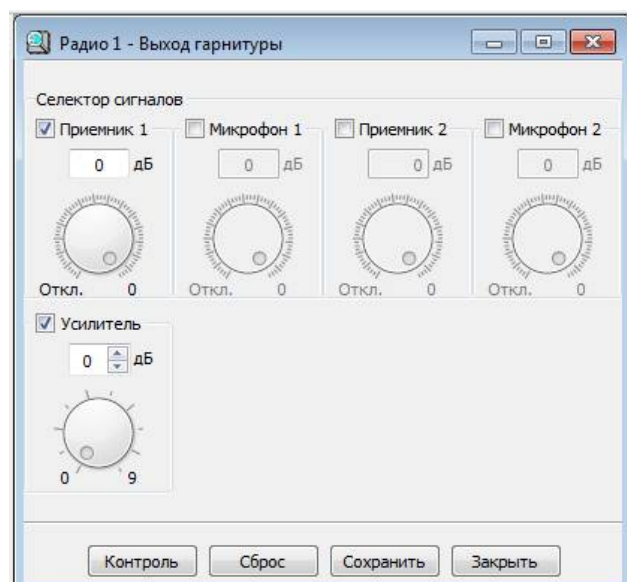 Радио 1 - Выход гарнитуры
Селектор сигналов
Приемник 1 Микрофон 1 Приемник 2 Микрофон 2
0 дБ 0 дБ 0 дБ 0 дБ
Откл. 0 Откл. 0 Откл. 0 Откл. 0
Усилитель
0 дБ
0 9
Контроль Сброс Сохранить Закрыть